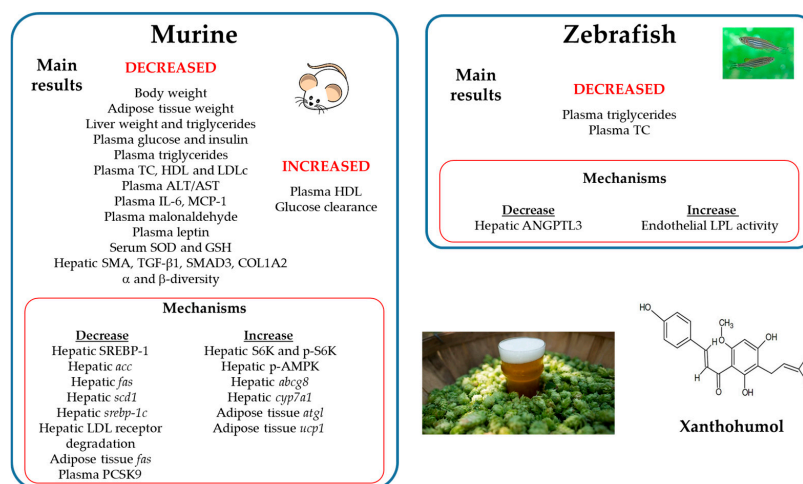 Murine
Main
results
DECREASED
Body weight
Adipose tissue weight
Liver weight and triglycerides
Plasma glucose and insulin
Plasma triglycerides
Plasma TC, HDL and LDLc
Plasma ALT/AST
Plasma IL-6, MCP-1
Plasma malonaldehyde
Plasma leptin
Serum SOD and GSH
Hepatic SMA, TGF-β1, SMAD3, COL1A2
α and β-diversity
INCREASED
Plasma HDL
Glucose clearance
Mechanisms
Decrease
Hepatic SREBP-1
Hepatic acc
Hepatic fas
Hepatic scd1
Hepatic srebp-1c
Hepatic LDL receptor
degradation
Adipose tissue fas
Plasma PCSK9
Increase
Hepatic S6K and p-S6K
Hepatic p-AMPK
Hepatic abcg8
Hepatic cyp7a1
Adipose tissue atgl
Adipose tissue ucp1
Zebrafish
Main
results
DECREASED
Plasma triglycerides
Plasma TC
Mechanisms
Decrease
Hepatic ANGPTL3
Increase
Endothelial LPL activity
HO
CH3
H
O
OH
H
O
OH
Xanthohumol